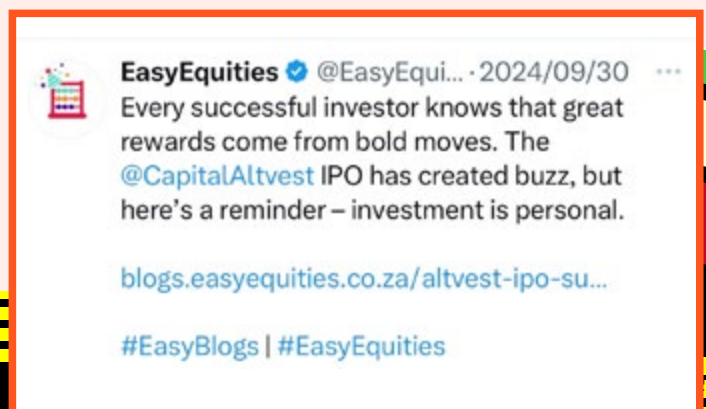 EasyEquities @EasyEqui... · 2024/09/30 ...
Every successful investor knows that great
rewards come from bold moves. The
@CapitalAltvest IPO has created buzz, but
here's a reminder – investment is personal.
blogs.easyequities.co.za/altvest-ipo-su...
#EasyBlogs | #EasyEquities